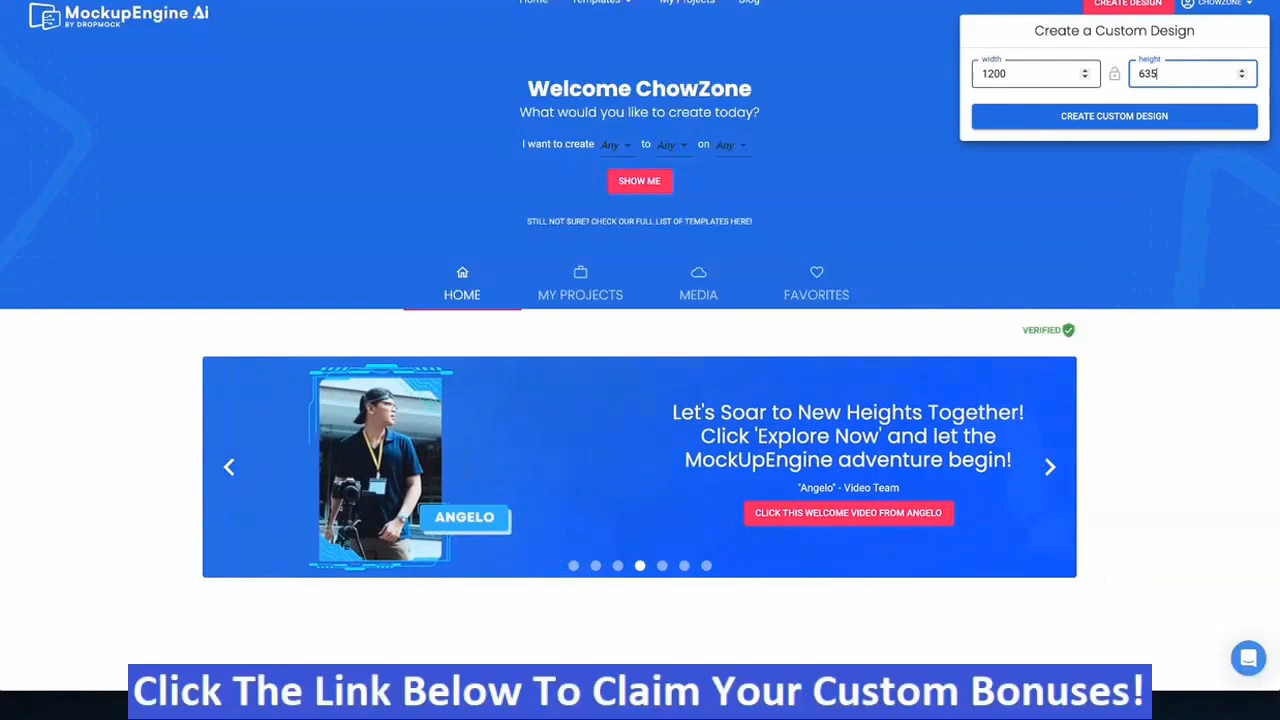 MockupEngine Ai
BY DROPMOCK
Home Templates My Projects Blog
CREATE DESIGN
CHOWZONE
Create a Custom Design
width
1200
height
635
CREATE CUSTOM DESIGN
Welcome ChowZone
What would you like to create today?
I want to create Any to Any on Any
SHOW ME
STILL NOT SURE? CHECK OUR FULL LIST OF TEMPLATES HERE!
HOME MY PROJECTS MEDIA FAVORITES
VERIFIED
Let's Soar to New Heights Together!
Click 'Explore Now' and let the
MockUpEngine adventure begin!
"Angelo" - Video Team
CLICK THIS WELCOME VIDEO FROM ANGELO
ANGELO
Click The Link Below To Claim Your Custom Bonuses!